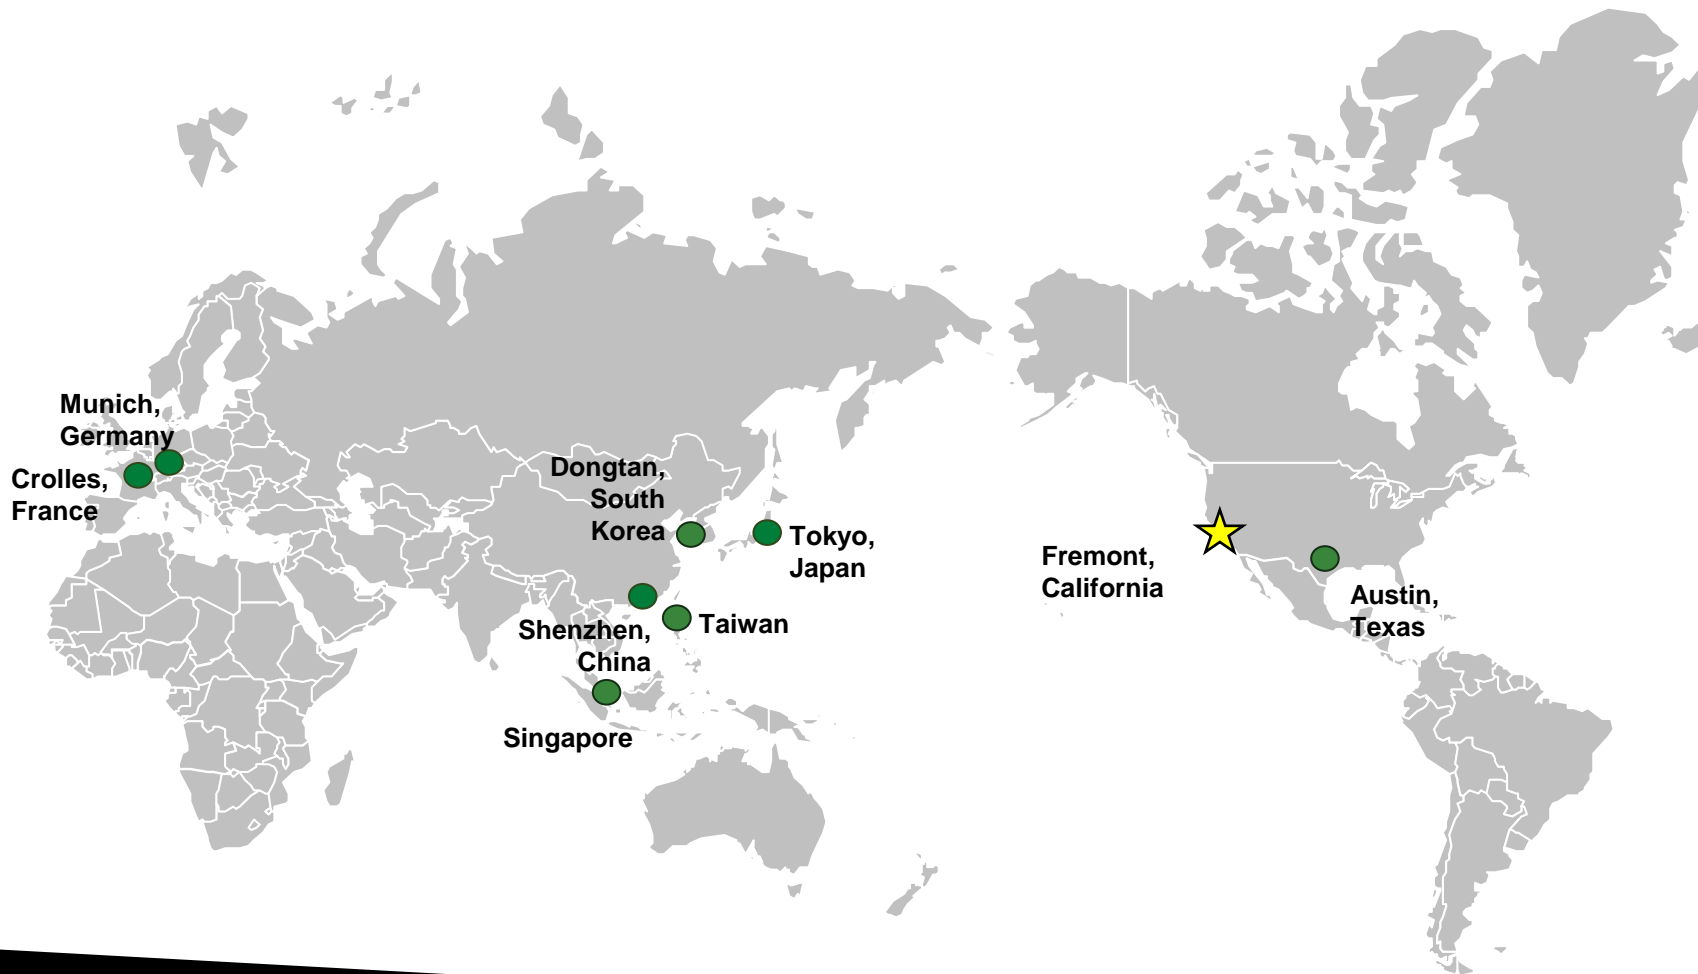 Munich,
Germany
Crolles,
France
Dongtan,
South
Korea
Tokyo,
Japan
Shenzhen,
China
Taiwan
Singapore
Fremont,
California
Austin,
Texas